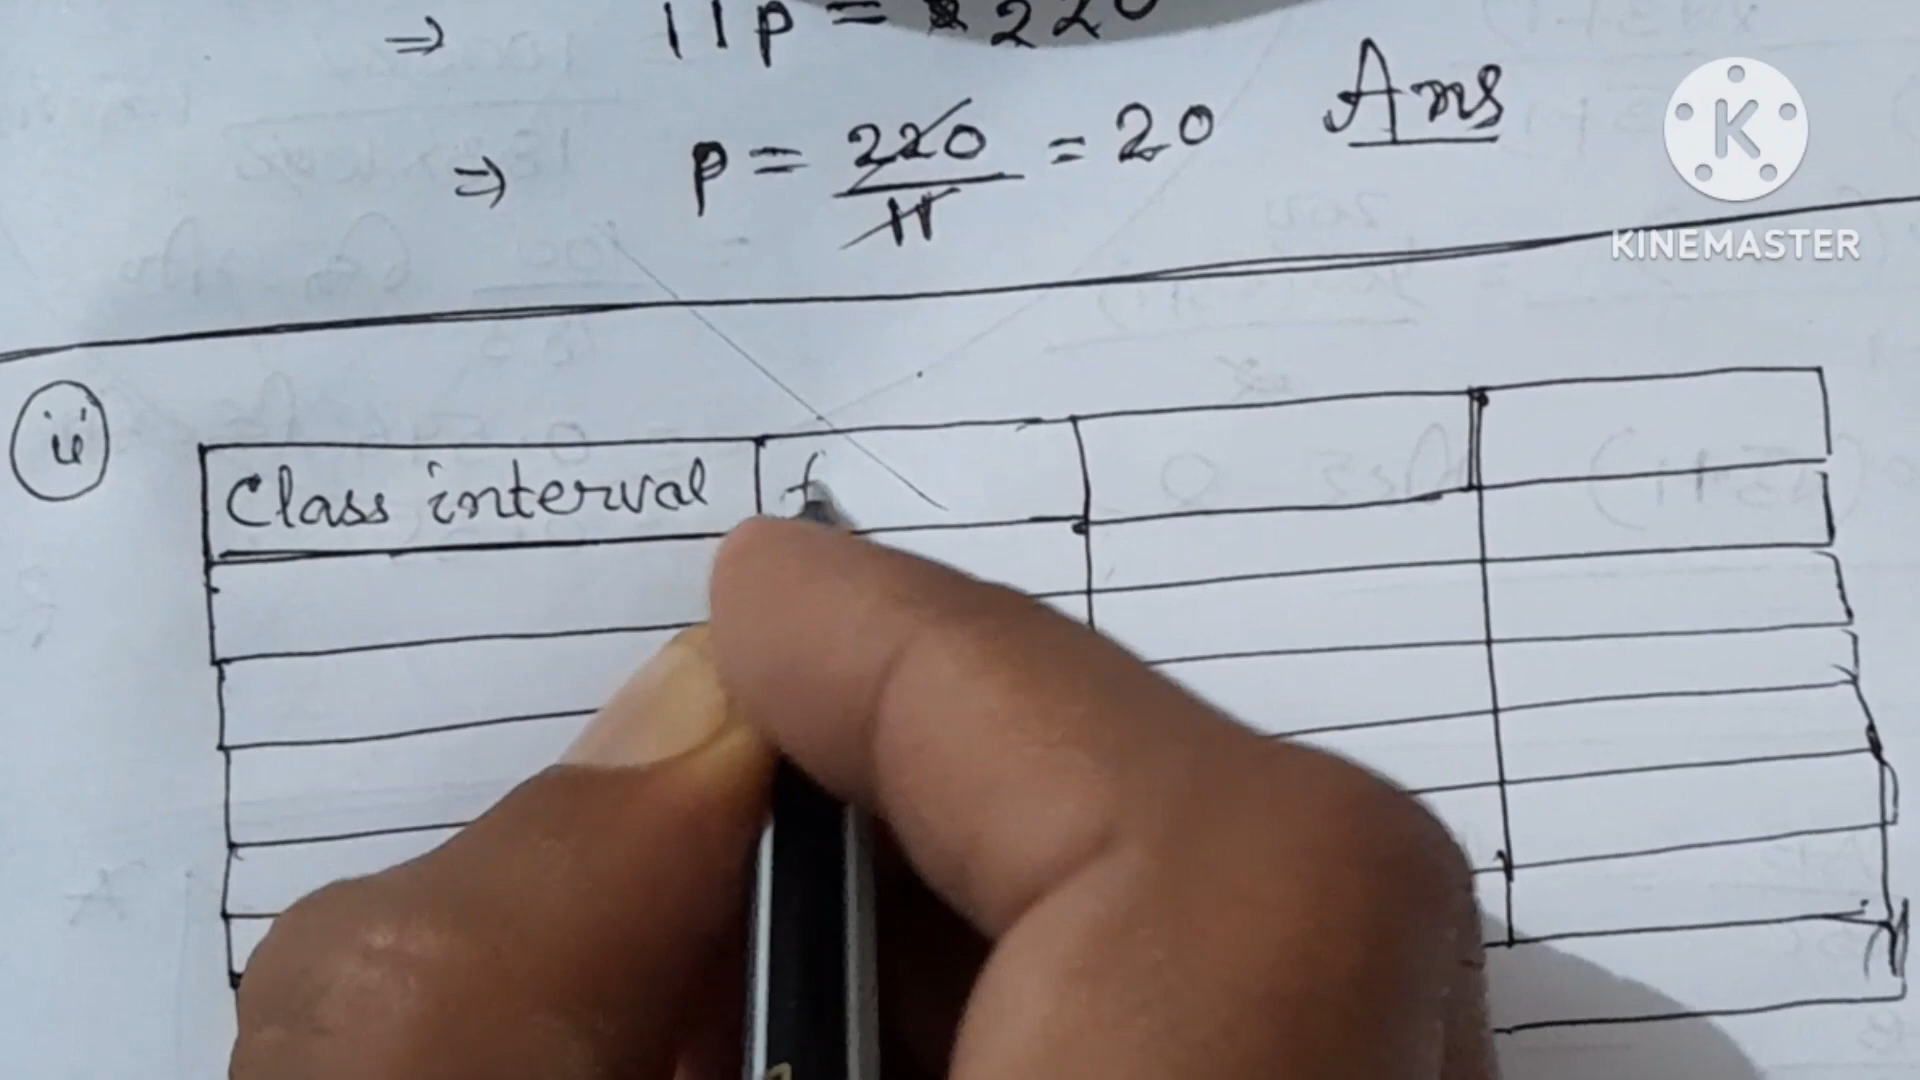 ⇒ 11p = 220
⇒ p = 220/11 = 20 Ans
KINEMASTER
ii
Class interval f